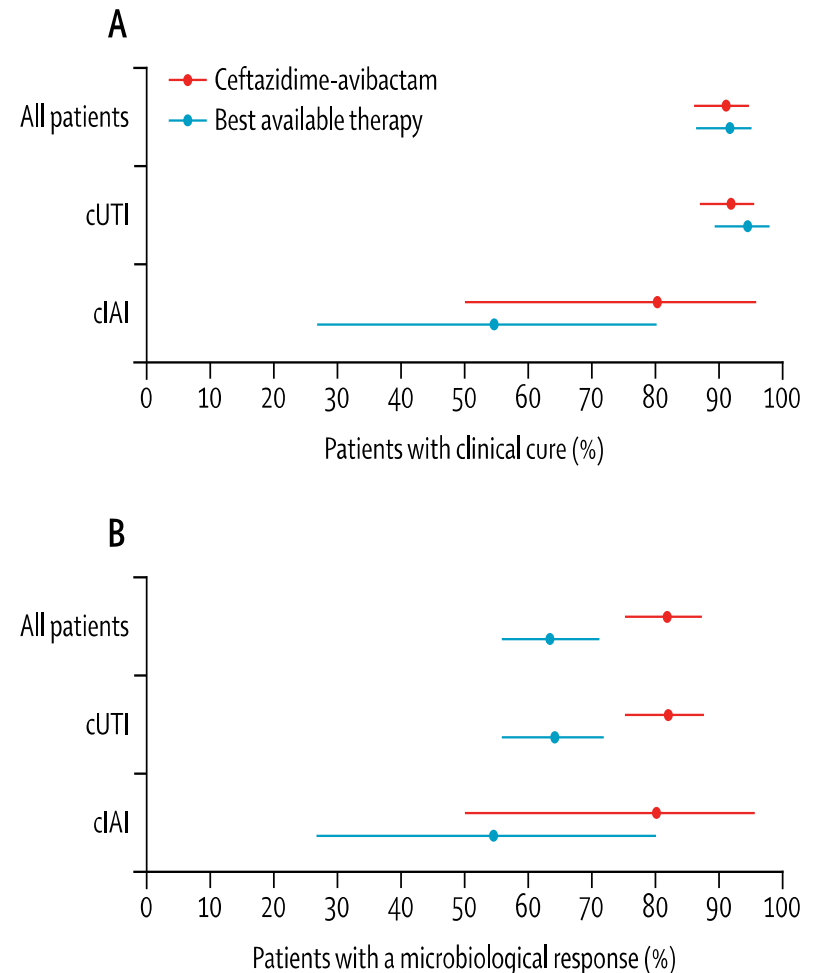 A
Ceftazidime-avibactam
Best available therapy
All patients
cUTI
cIAI
0 10 20 30 40 50 60 70 80 90 100
Patients with clinical cure (%)
B
All patients
cUTI
cIAI
0 10 20 30 40 50 60 70 80 90 100
Patients with a microbiological response (%)